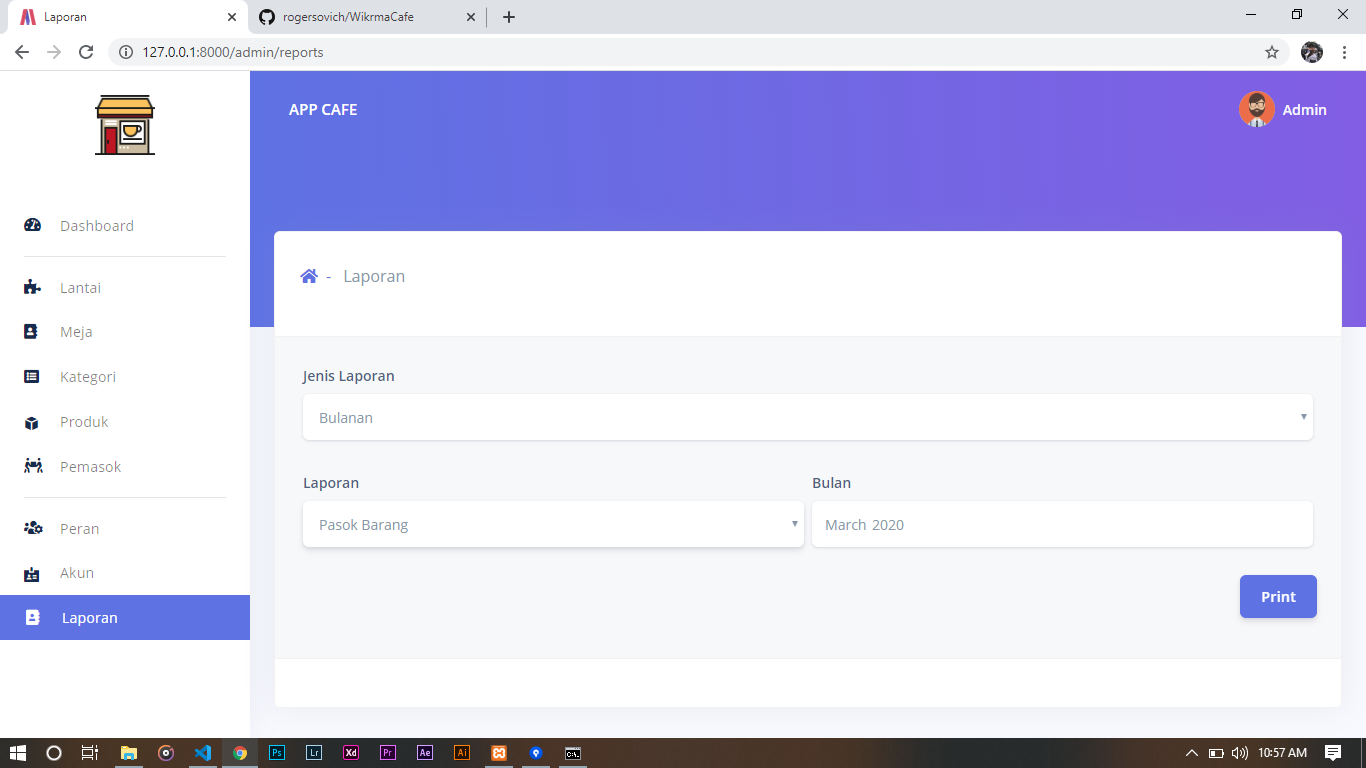 Laporan
rogersovich/WikrmaCafe
127.0.0.1:8000/admin/reports
APP CAFE
Admin
Dashboard
Lantai
Meja
Kategori
Produk
Pemasok
Peran
Akun
Laporan
- Laporan
Jenis Laporan
Bulanan
Laporan
Bulan
Pasok Barang
March 2020
Print
Ps
Lr
Xd
Pr
Ae
Ai
C:\.
10:57 AM